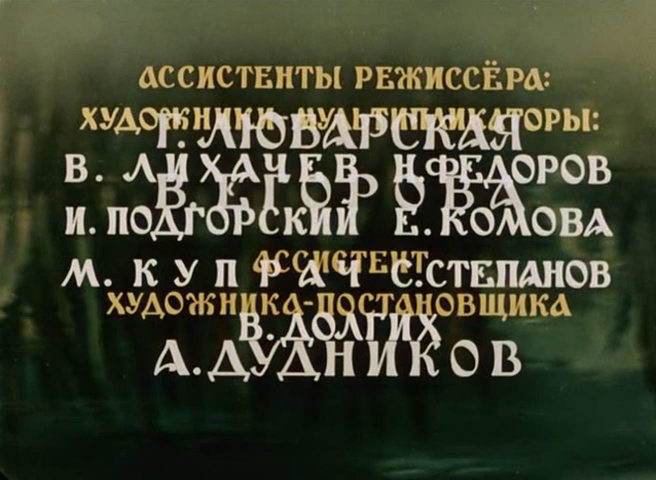 АССИСТЕНТЫ РЕЖИССЁРА:
ХУДОЖНИКИ-МУЛЬТИПЛИКАТОРЫ:
Г. ЛЮБАРСКАЯ
В. ЛИХАЧЕВ Н. ФЕДОРОВ
В. ЕГОРОВА
И. ПОДГОРСКИЙ Е. КОМОВА
АССИСТЕНТ
М. КУПРАЧ С. СТЕПАНОВ
ХУДОЖНИКА-ПОСТАНОВЩИКА
В. ДОЛГИХ
А. ДУДНИКОВ